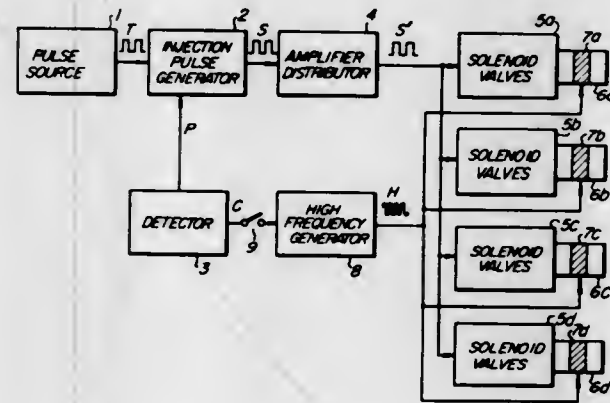 1
T
2
S
4
S'
5a
7a
PULSE
SOURCE
INJECTION
PULSE
GENERATOR
AMPLIFIER
DISTRIBUTOR
SOLENOID
VALVES
6a
P
5b
7b
SOLENOID
VALVES
6b
DETECTOR
C
9
HIGH
FREQUENCY
GENERATOR
H
3
8
5c
7c
SOLENOID
VALVES
6c
5d
7d
SOLENOID
VALVES
6d